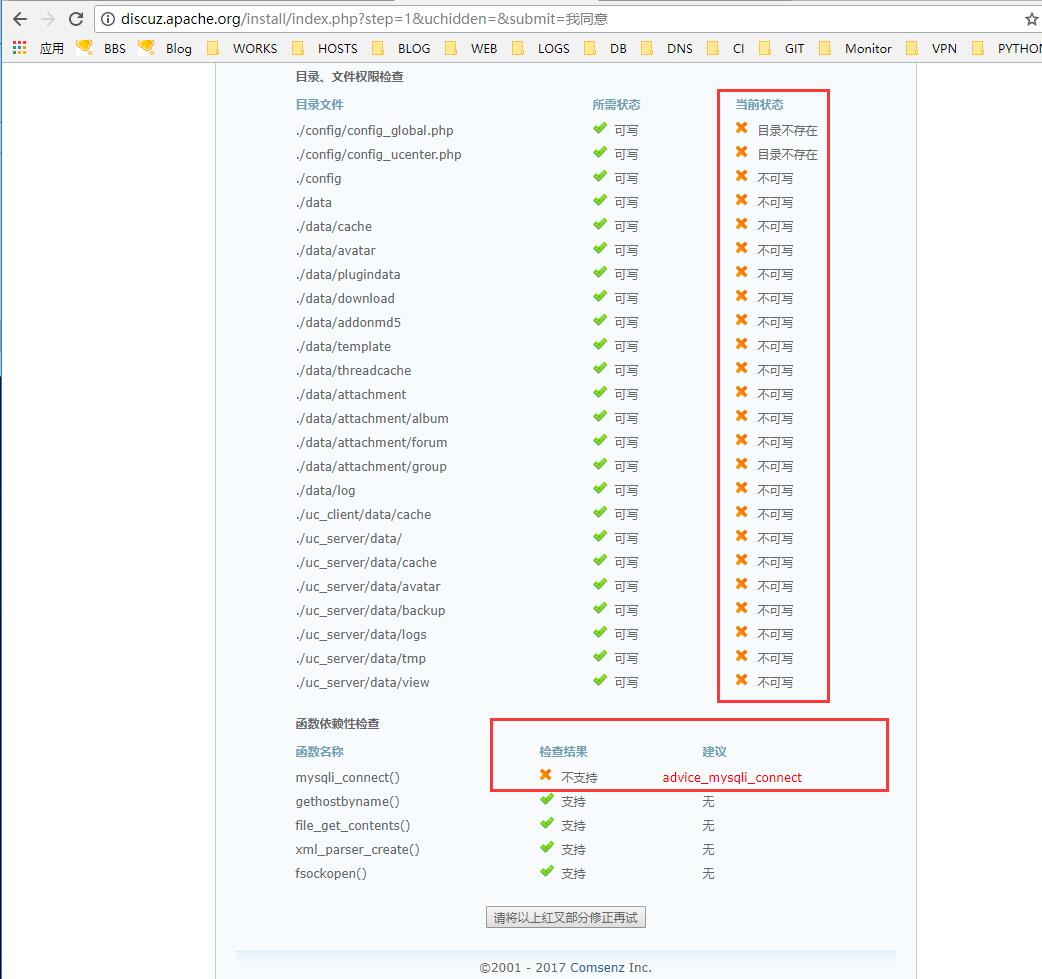 discuz.apache.org/install/index.php?step=1&uchidden=&submit=我同意
应用 BBS Blog WORKS HOSTS BLOG WEB LOGS DB DNS CI GIT Monitor VPN PYTHON
目录、文件权限检查
目录文件 所需状态 当前状态
./config/config_global.php 可写 目录不存在
./config/config_ucenter.php 可写 目录不存在
./config 可写 不可写
./data 可写 不可写
./data/cache 可写 不可写
./data/avatar 可写 不可写
./data/plugindata 可写 不可写
./data/download 可写 不可写
./data/addonmd5 可写 不可写
./data/template 可写 不可写
./data/threadcache 可写 不可写
./data/attachment 可写 不可写
./data/attachment/album 可写 不可写
./data/attachment/forum 可写 不可写
./data/attachment/group 可写 不可写
./data/log 可写 不可写
./uc_client/data/cache 可写 不可写
./uc_server/data/ 可写 不可写
./uc_server/data/cache 可写 不可写
./uc_server/data/avatar 可写 不可写
./uc_server/data/backup 可写 不可写
./uc_server/data/logs 可写 不可写
./uc_server/data/tmp 可写 不可写
./uc_server/data/view 可写 不可写
函数依赖性检查
函数名称 检查结果 建议
mysqli_connect() 不支持 advice_mysqli_connect
gethostbyname() 支持 无
file_get_contents() 支持 无
xml_parser_create() 支持 无
fsockopen() 支持 无
请将以上红叉部分修正再试
©2001 - 2017 Comsenz Inc.